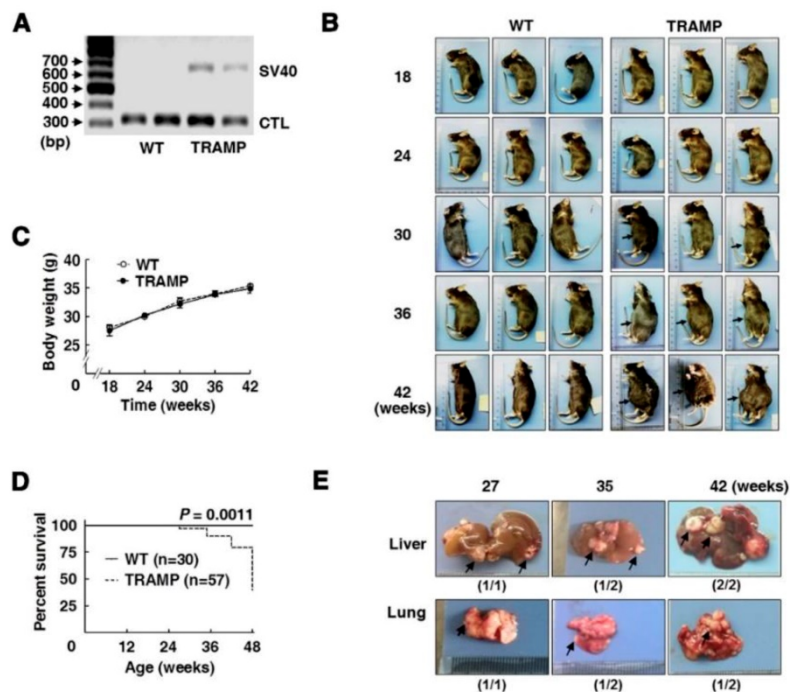 A
700
600
500
400
300
(bp)
SV40
CTL
WT TRAMP
B
WT TRAMP
18
24
30
36
42
(weeks)
C
Body weight (g)
40
35
30
25
0
WT
TRAMP
18 24 30 36 42
Time (weeks)
D
Percent survival
100
75
50
25
P = 0.0011
WT (n=30)
TRAMP (n=57)
12 24 36 48
Age (weeks)
E
27 35 42 (weeks)
Liver
(1/1) (1/2) (2/2)
Lung
(1/1) (1/2) (1/2)